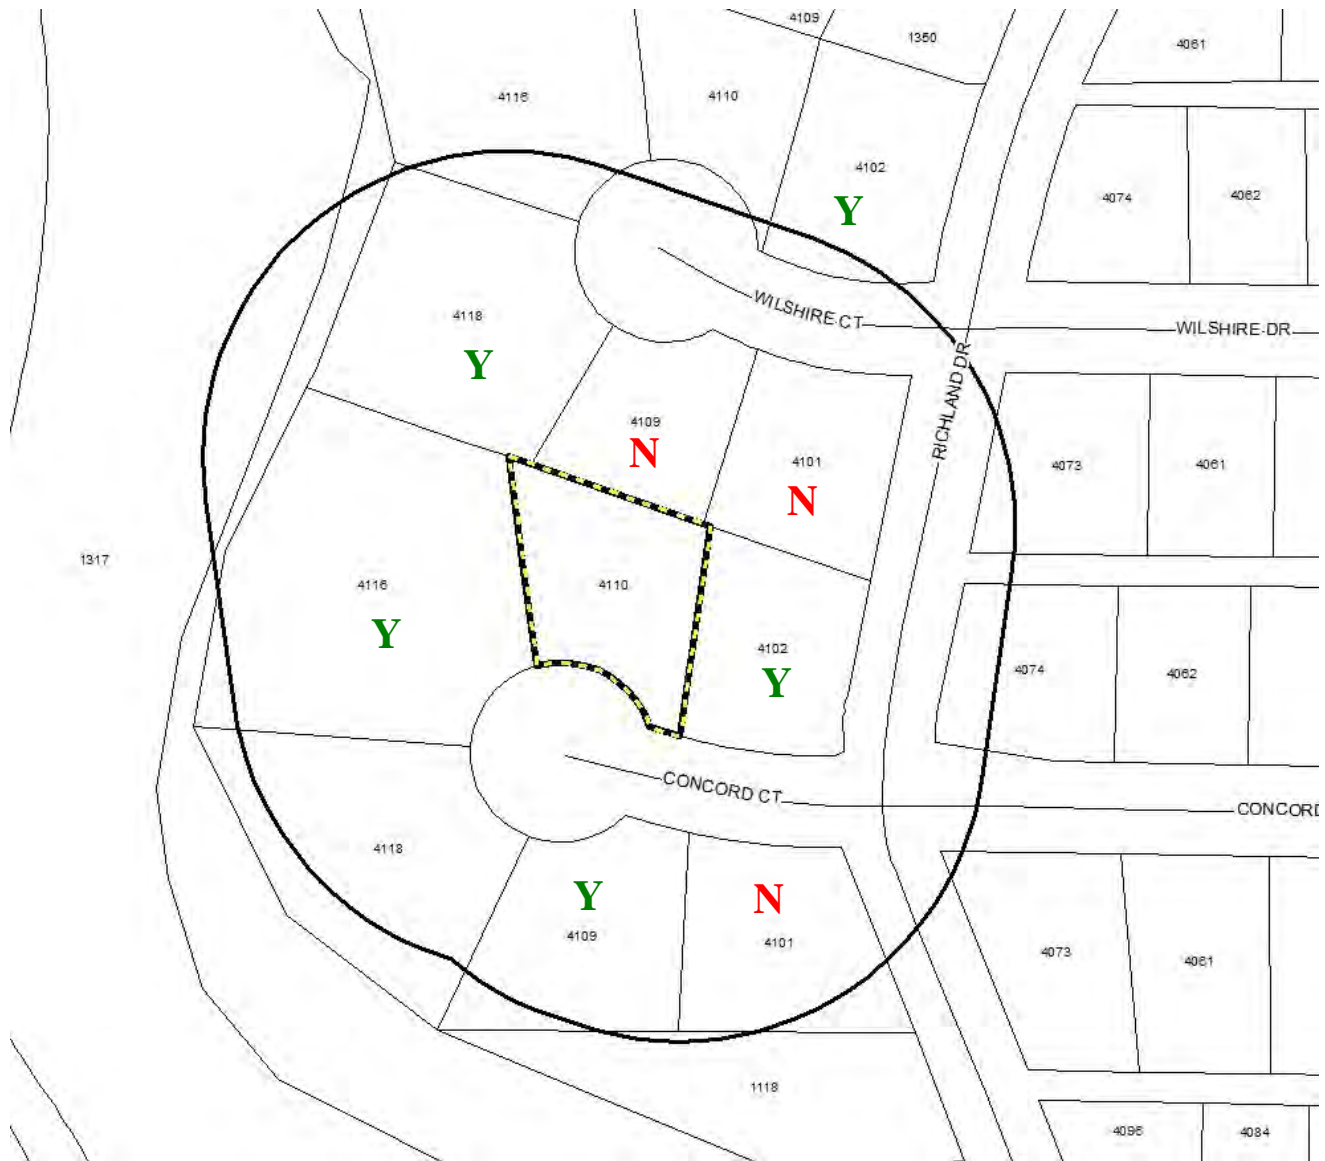 4109
1350
4061
4116
4110
4102
Y
4074
4062
4118
Y
WILSHIRE CT
WILSHIRE DR
RICHLAND DR
4109
N
4101
N
4073
4061
1317
4116
Y
4110
4102
Y
4074
4062
CONCORD CT
CONCORD
4118
Y
4109
N
4101
4073
4061
1118
4096
4084